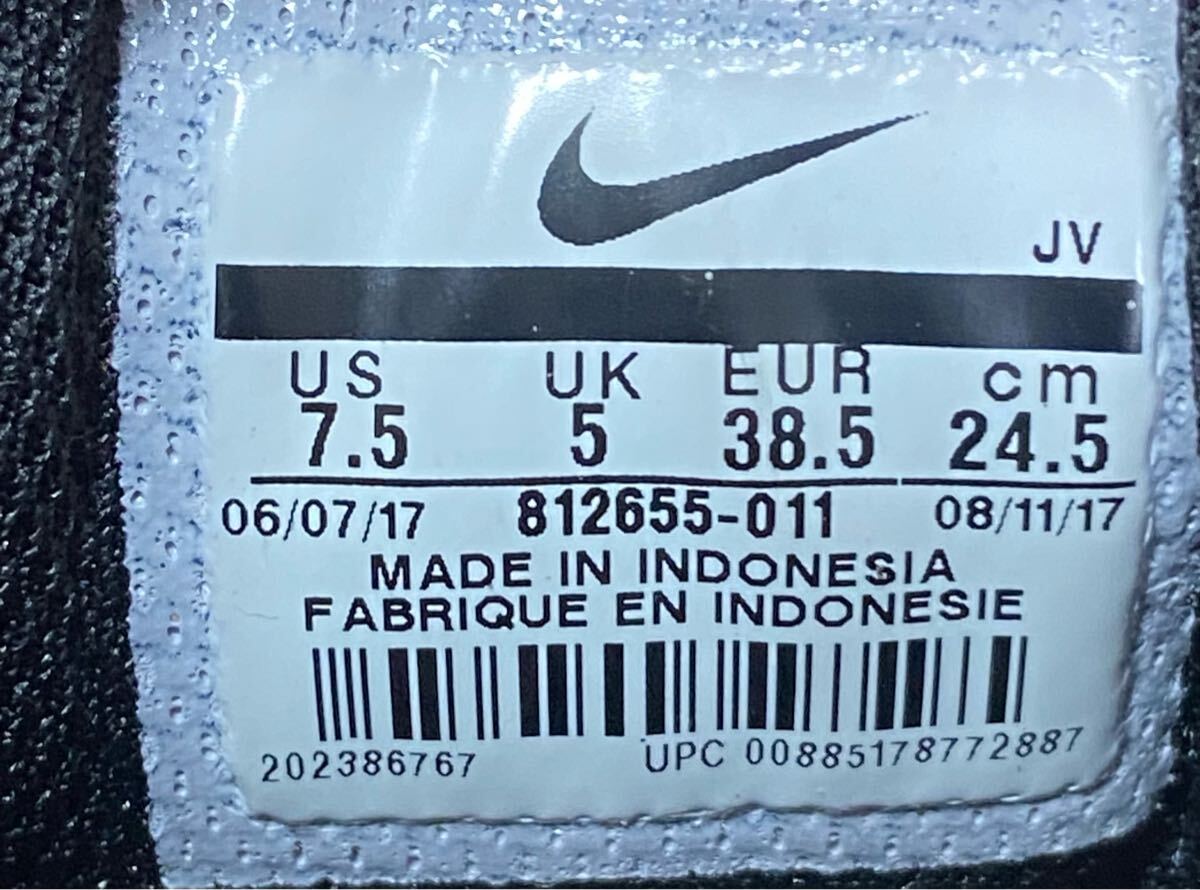 JV
US UK EUR cm
7.5 5 38.5 24.5
06/07/17 812655-011 08/11/17
MADE IN INDONESIA
FABRIQUE EN INDONESIE
202386767 UPC 00885178772887